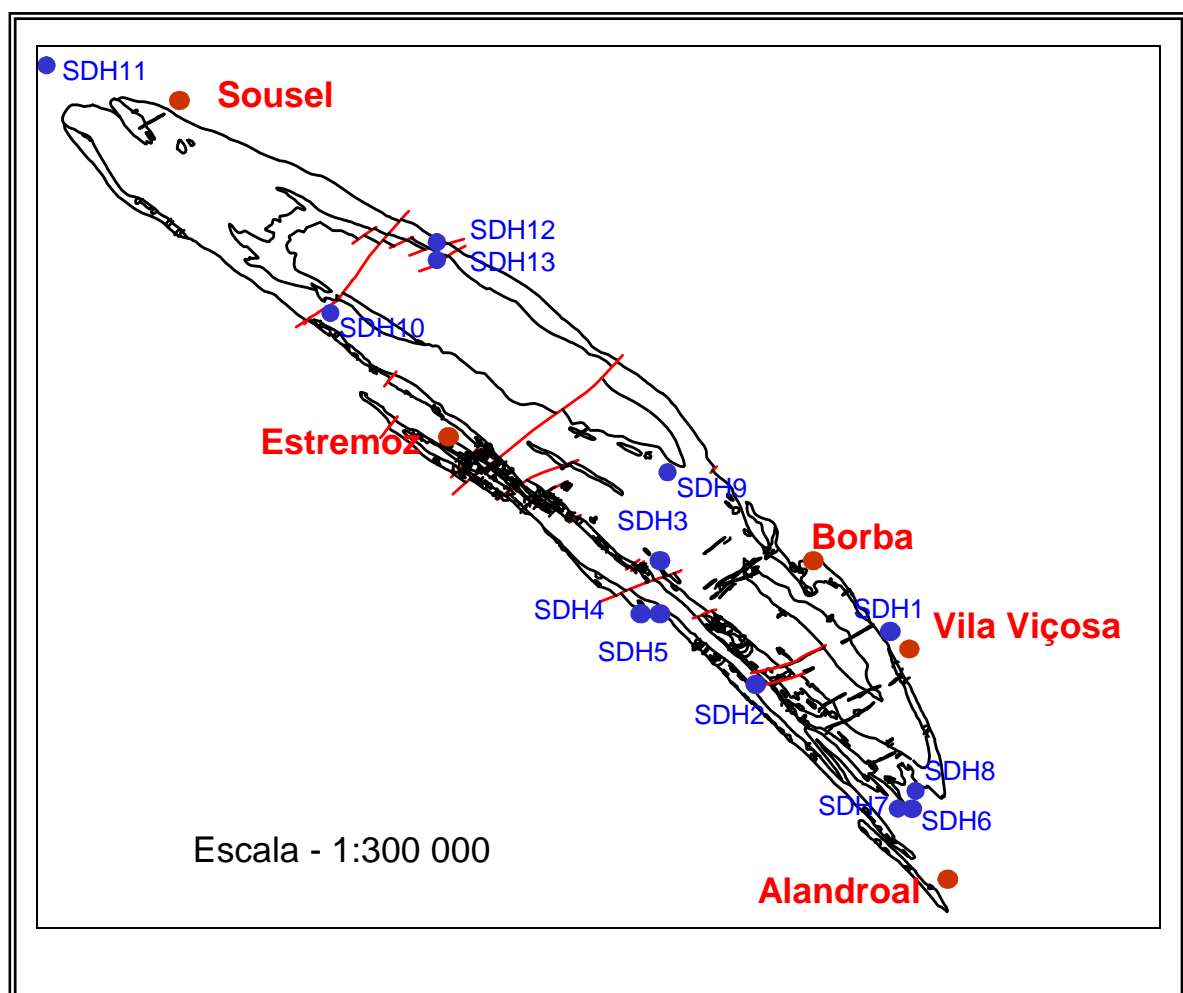 SDH11
Sousel
SDH12
SDH13
SDH10
Estremoz
SDH9
SDH3
Borba
SDH4
SDH1
Vila Viçosa
SDH5
SDH2
SDH8
SDH7
SDH6
Escala - 1:300 000
Alandroal